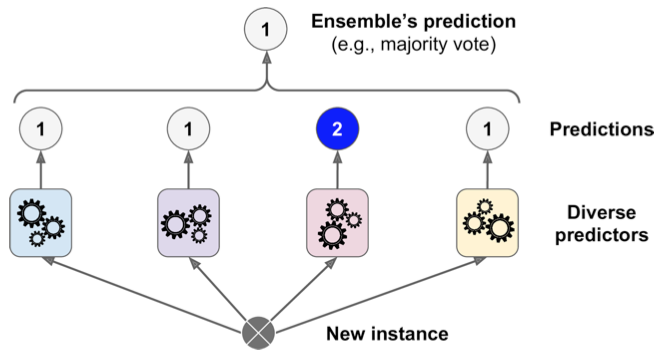 1
Ensemble's prediction
(e.g., majority vote)
1 1 2 1 Predictions
Diverse
predictors
New instance